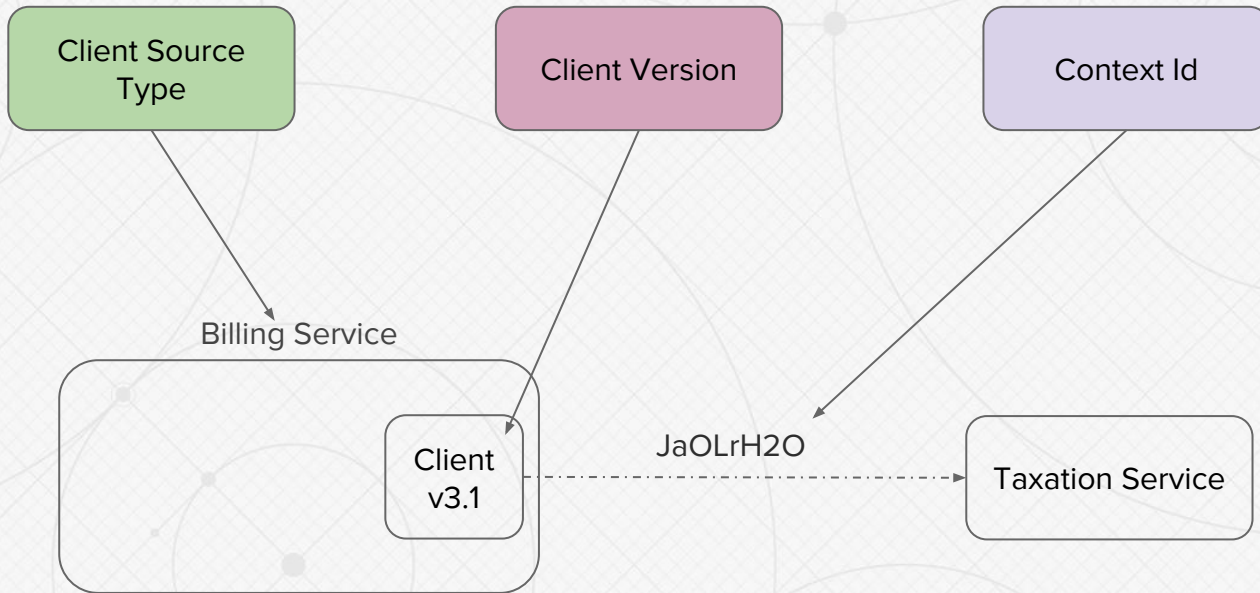 Client Source
Type
Client Version
Context Id
Billing Service
Client
v3.1
JaOLrH2O
Taxation Service